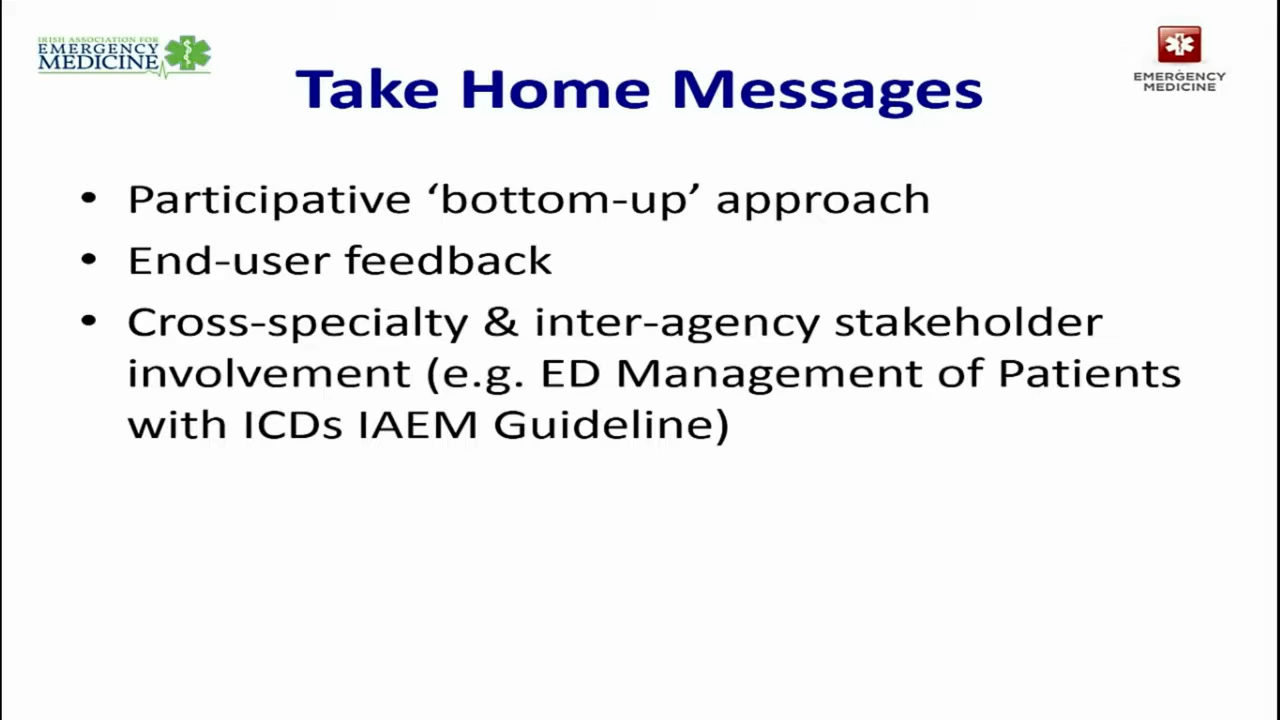 IRISH ASSOCIATION FOR
EMERGENCY
MEDICINE
EMERGENCY
MEDICINE
Take Home Messages
• Participative ‘bottom-up’ approach
• End-user feedback
• Cross-specialty & inter-agency stakeholder
involvement (e.g. ED Management of Patients
with ICDs IAEM Guideline)